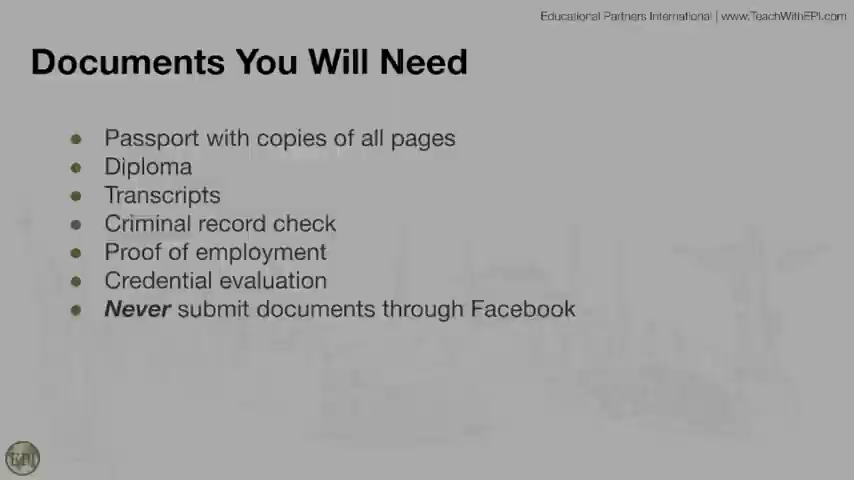 Educational Partners International | www.TeachWithEPI.com
Documents You Will Need
● Passport with copies of all pages
● Diploma
● Transcripts
● Criminal record check
● Proof of employment
● Credential evaluation
● Never submit documents through Facebook
EPI